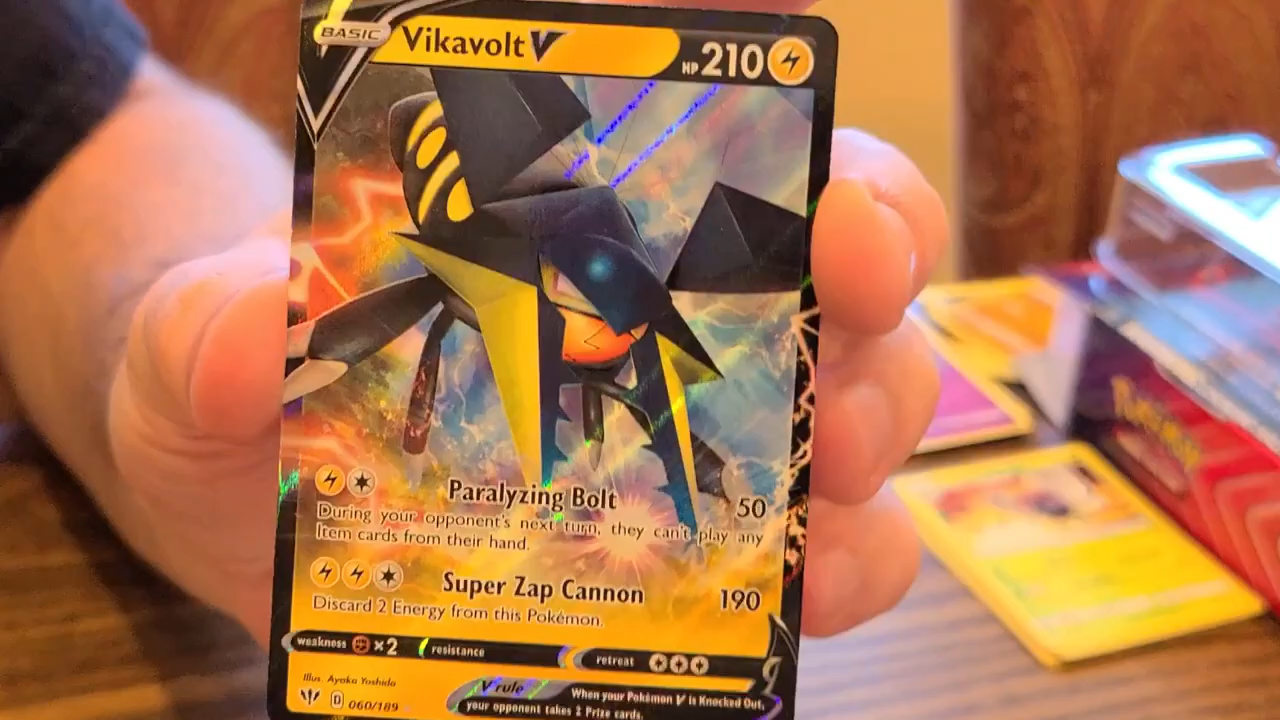 BASIC Vikavolt V HP 210
Paralyzing Bolt 50
During your opponent's next turn, they can't play any
Item cards from their hand.
Super Zap Cannon 190
Discard 2 Energy from this Pokémon.
weakness ×2 resistance retreat
Illus. Ayaka Yoshida
D 060/189
V rule When your Pokémon V is Knocked Out,
your opponent takes 2 Prize cards.
Pokémon